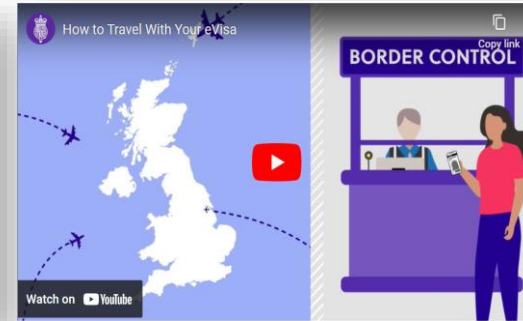 How to Travel With Your eVisa
Copy link
BORDER CONTROL
Watch on YouTube